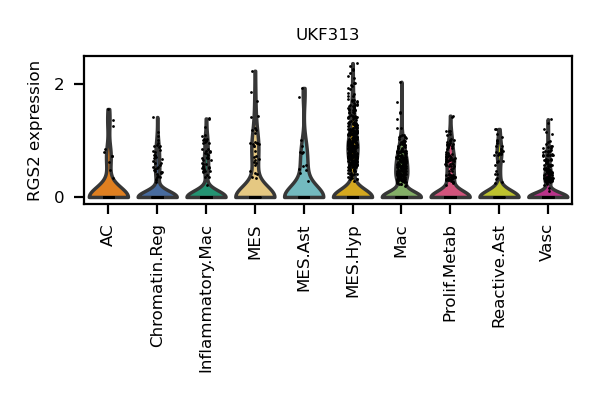 UKF313
RGS2 expression
2
0
AC
Chromatin.Reg
Inflammatory.Mac
MES
MES.Ast
MES.Hyp
Mac
Prolif.Metab
Reactive.Ast
Vasc